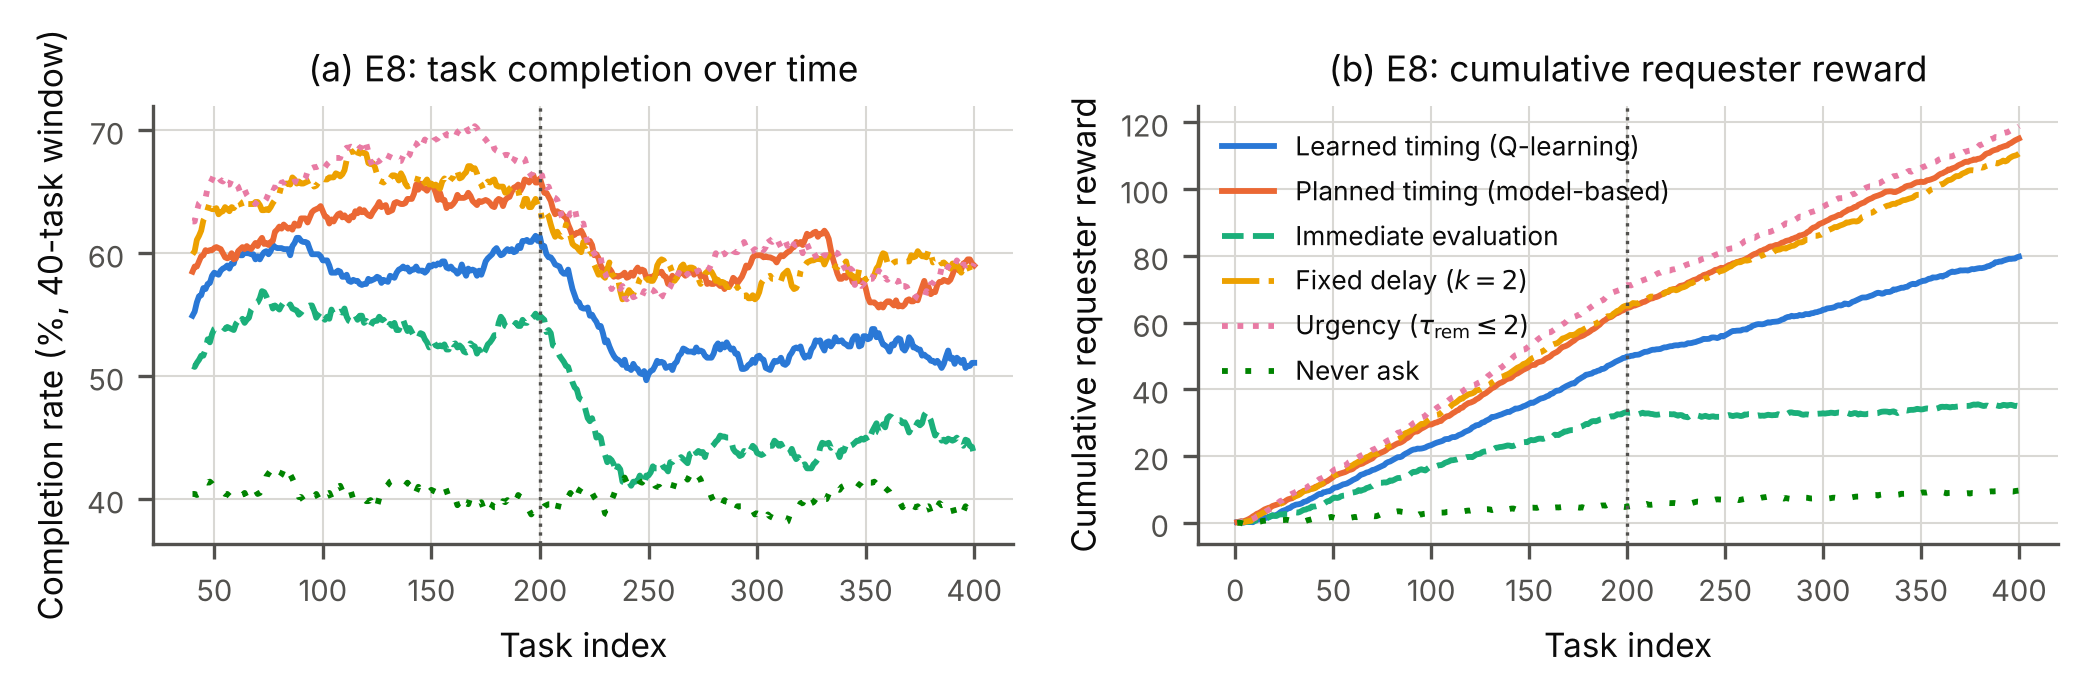 (a) E8: task completion over time
Completion rate (%, 40-task window)
70
60
50
40
50 100 150 200 250 300 350 400
Task index
(b) E8: cumulative requester reward
Cumulative requester reward
120
100
80
60
40
20
0
Learned timing (Q-learning)
Planned timing (model-based)
Immediate evaluation
Fixed delay (k = 2)
Urgency (τrem ≤ 2)
Never ask
0 50 100 150 200 250 300 350 400
Task index